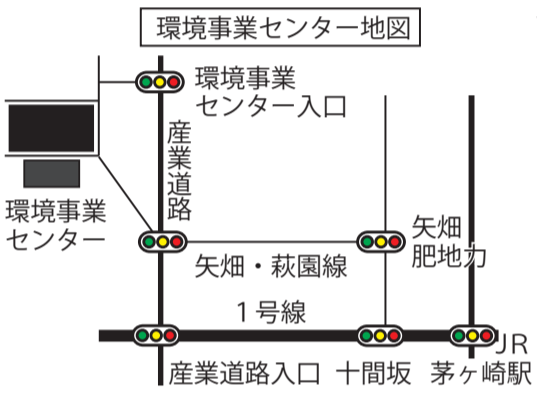 環境事業センター地図
環境事業
センター入口
産業道路
環境事業
センター
矢畑
肥地力
矢畑・萩園線
1号線
JR
産業道路入口
十間坂
茅ヶ崎駅